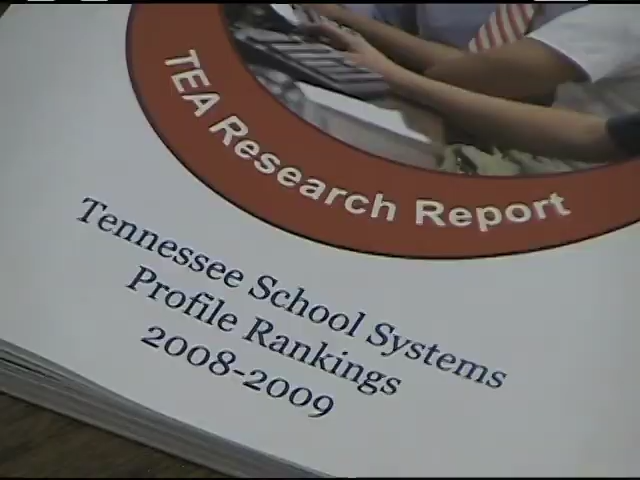 TEA Research Report
Tennessee School Systems
Profile Rankings
2008-2009